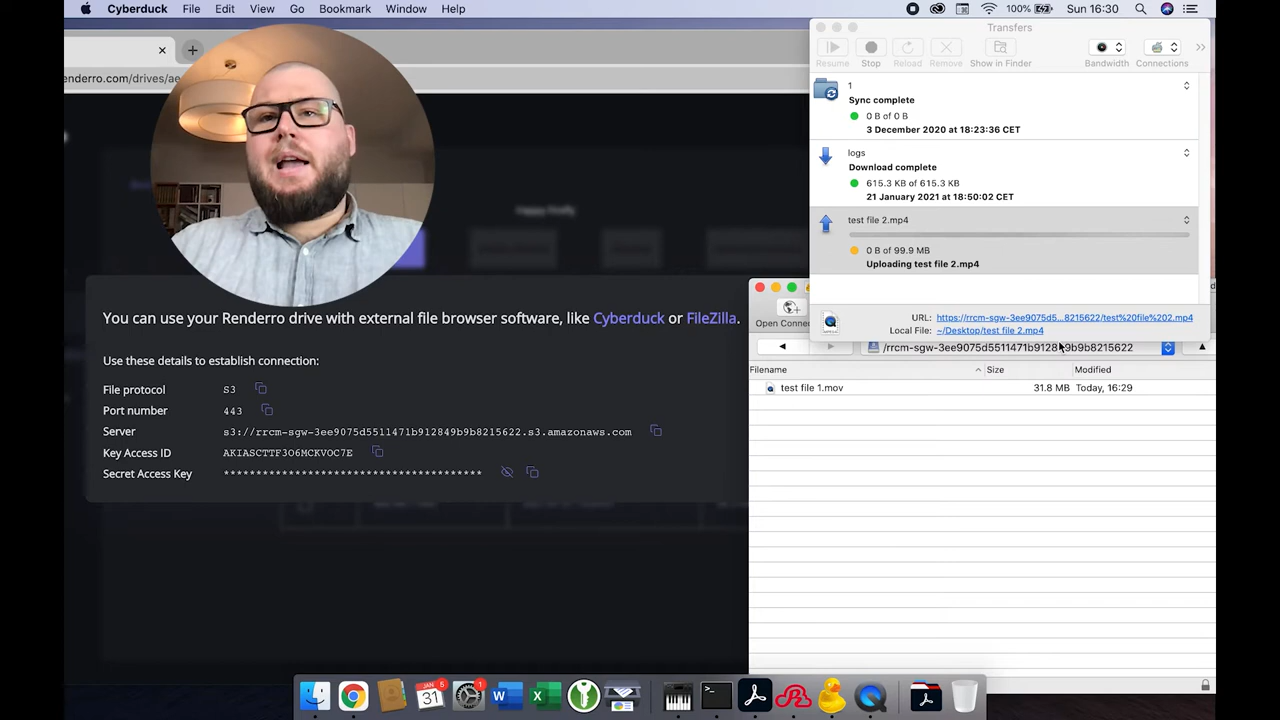 Cyberduck File Edit View Go Bookmark Window Help
100% Sun 16:30
enderro.com/drives/ae
Transfers
Resume Stop Reload Remove Show in Finder Bandwidth Connections
1
Sync complete
0 B of 0 B
3 December 2020 at 18:23:36 CET
logs
Download complete
615.3 KB of 615.3 KB
21 January 2021 at 18:50:02 CET
test file 2.mp4
0 B of 99.9 MB
Uploading test file 2.mp4
URL: https://rrcm-sgw-3ee9075d5...8215622/test%20file%202.mp4
Local File: ~/Desktop/test file 2.mp4
Open Connec
/rrcm-sgw-3ee9075d5511471b912849b9b8215622
Filename Size Modified
test file 1.mov 31.8 MB Today, 16:29
You can use your Renderro drive with external file browser software, like Cyberduck or FileZilla.
Use these details to establish connection:
File protocol S3
Port number 443
Server s3://rrcm-sgw-3ee9075d5511471b912849b9b8215622.s3.amazonaws.com
Key Access ID AKIASCTTF3O6MCKVOC7E
Secret Access Key ****************************************
JAN 6
31
1